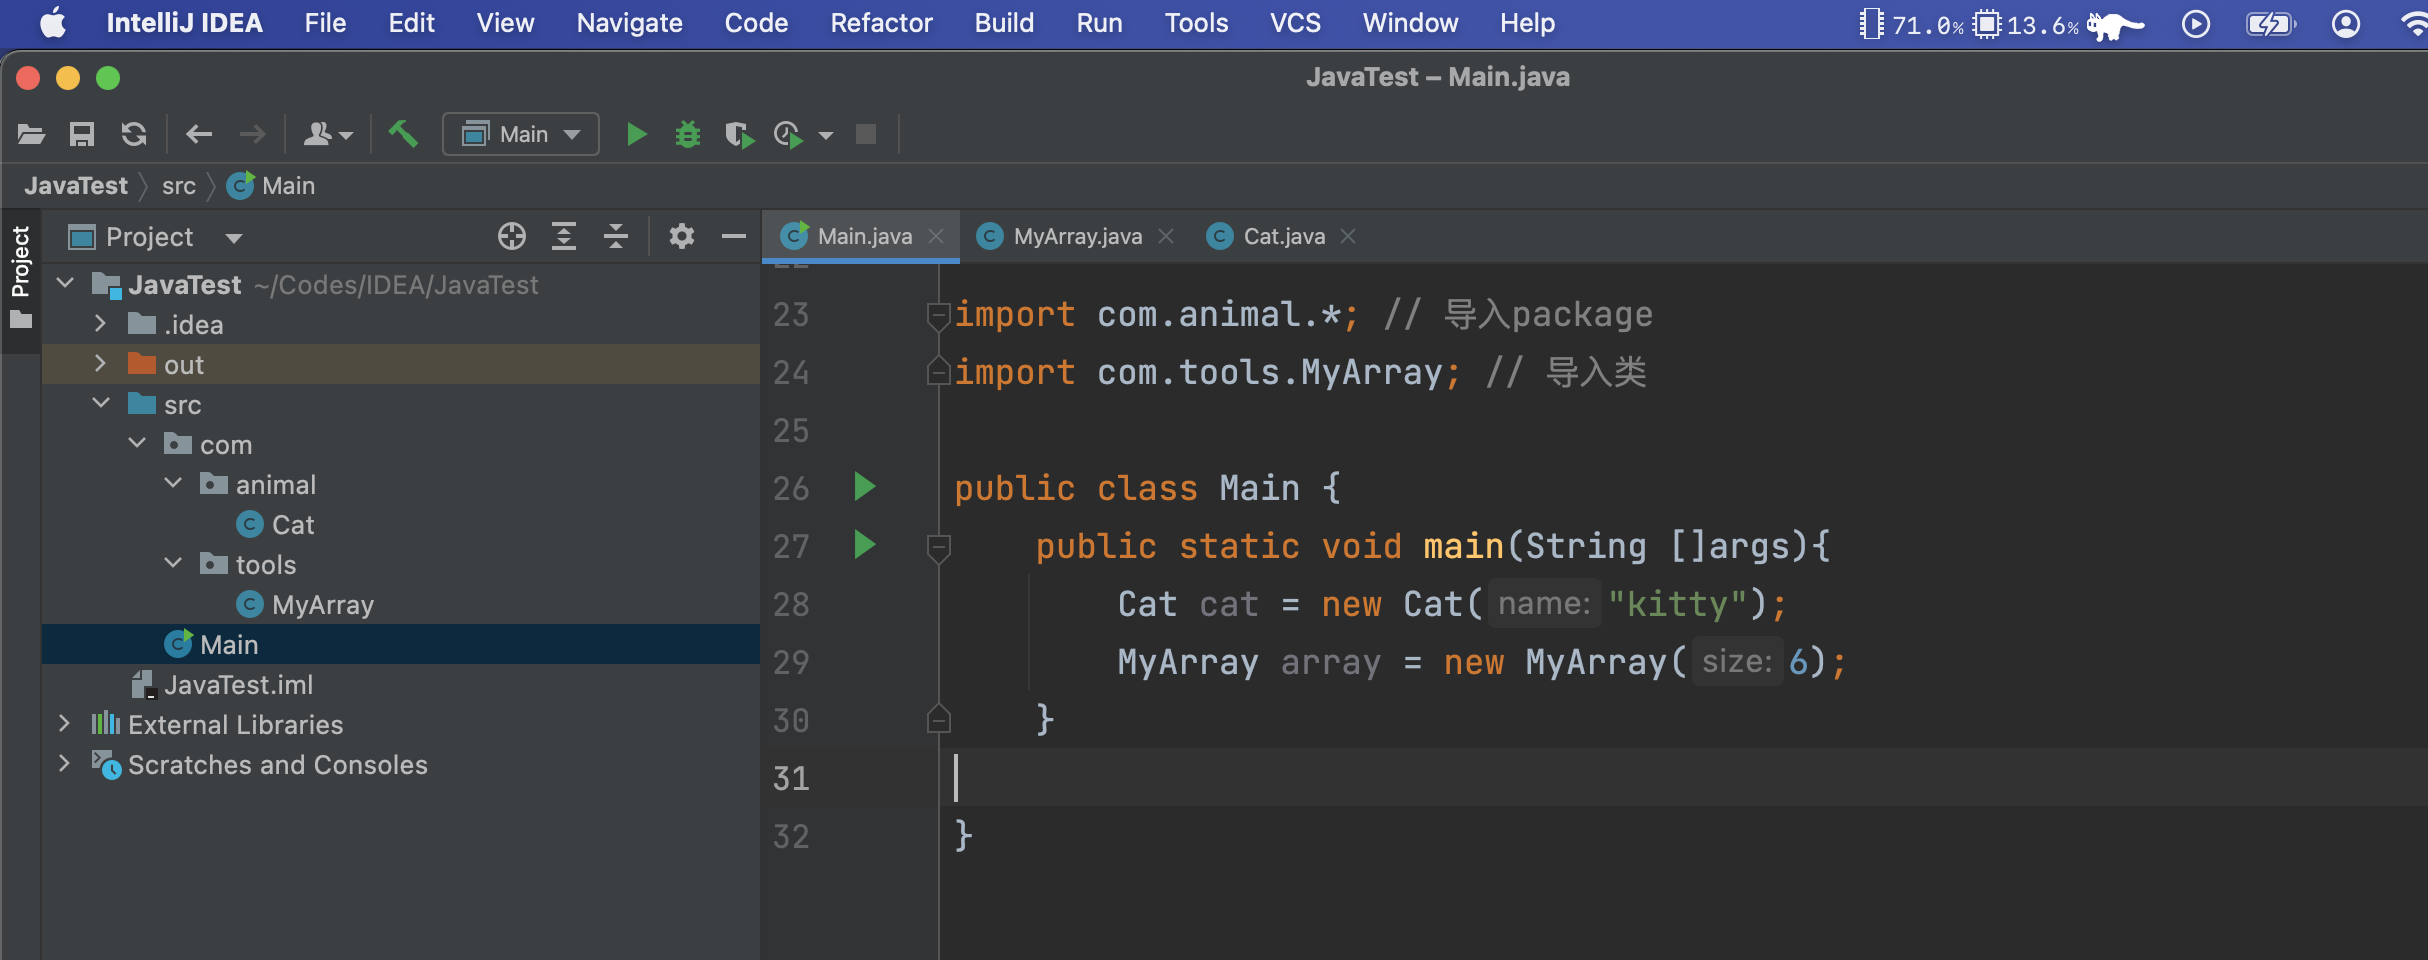 IntelliJ IDEA File Edit View Navigate Code Refactor Build Run Tools VCS Window Help 71.0% 13.6%
JavaTest – Main.java
Main
JavaTest src Main
Project
Project
JavaTest ~/Codes/IDEA/JavaTest
.idea
out
src
com
animal
Cat
tools
MyArray
Main
JavaTest.iml
External Libraries
Scratches and Consoles
Main.java MyArray.java Cat.java
23 import com.animal.*; // 导入package
24 import com.tools.MyArray; // 导入类
25
26 public class Main {
27 public static void main(String []args){
28 Cat cat = new Cat( name: "kitty");
29 MyArray array = new MyArray( size: 6);
30 }
31
32 }